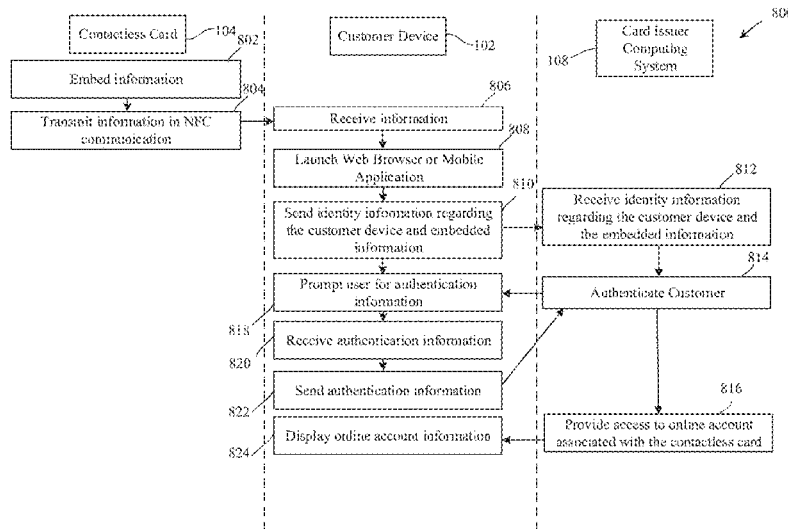 800
Contactless Card
104
Customer Device
102
Card Issuer
Computing
System
108
802
Embed information
804
Transmit information in NFC
communication
806
Receive information
808
Launch Web Browser or Mobile
Application
810
Send identity information regarding
the customer device and embedded
information
812
Receive identity information
regarding the customer device and
the embedded information
814
Authenticate Customer
Prompt user for authentication
information
818
Receive authentication information
820
Send authentication information
822
816
Provide access to online account
associated with the contactless card
Display online account information
824